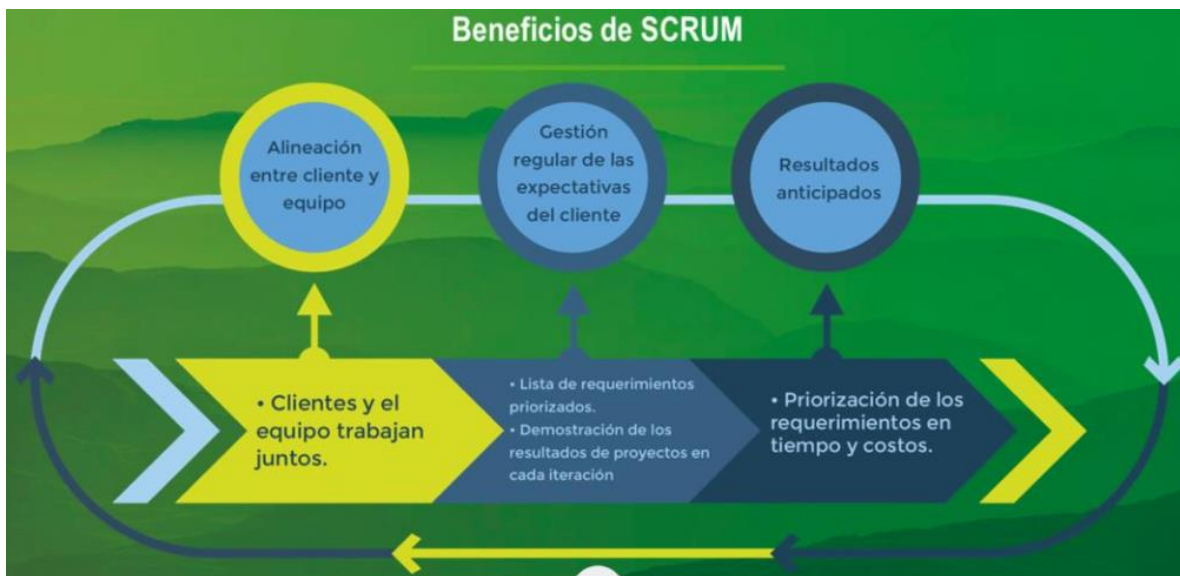 Beneficios de SCRUM
Alineación
entre cliente y
equipo
Gestión
regular de las
expectativas
del cliente
Resultados
anticipados
• Clientes y el
equipo trabajan
juntos.
• Lista de requerimientos
priorizados.
• Demostración de los
resultados de proyectos en
cada iteración
• Priorización de los
requerimientos en
tiempo y costos.